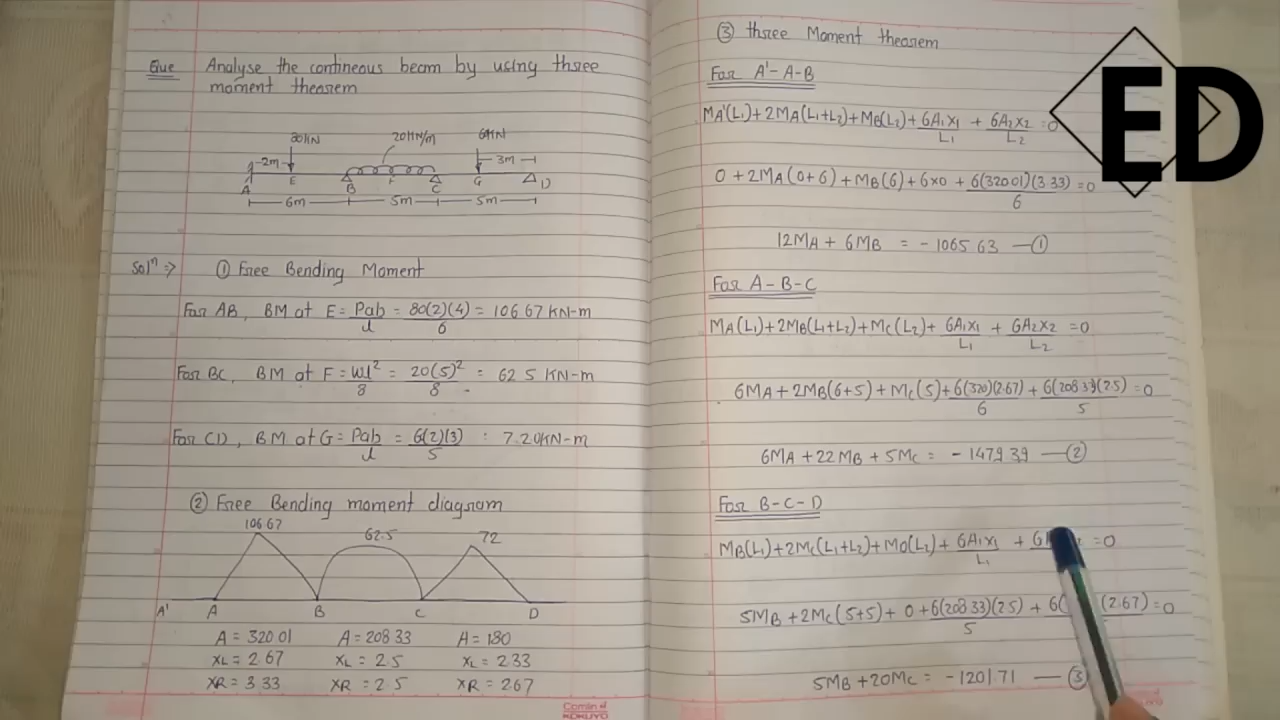 Que Analyse the contineous beam by using three
moment theorem
80KN 20KN/m 64KN
2m 3m
A E B F C G D
6m 5m 5m
Solⁿ ⇒ ① Free Bending Moment
For AB, BM at E = Pab/l = 80(2)(4)/6 = 106.67 KN-m
For BC, BM at F = wl²/8 = 20(5)²/8 = 62.5 KN-m
For CD, BM at G = Pab/l = 6(2)(3)/5 : 7.20KN-m
② Free Bending moment diagram
106.67 62.5 72
A' A B C D
A = 320.01 A = 208.33 A = 180
XL = 2.67 XL = 2.5 XL = 2.33
XR = 3.33 XR = 2.5 XR = 2.67
③ three Moment theorem
For A'-A-B
MA'(L1) + 2MA(L1+L2) + MB(L2) + 6A1X1/L1 + 6A2X2/L2 = 0
0 + 2MA(0+6) + MB(6) + 6×0 + 6(320.01)(3.33)/6 = 0
12MA + 6MB = - 1065.63 —①
For A-B-C
MA(L1) + 2MB(L1+L2) + MC(L2) + 6A1X1/L1 + 6A2X2/L2 = 0
6MA + 2MB(6+5) + MC(5) + 6(320)(2.67)/6 + 6(208.33)(2.5)/5 = 0
6MA + 22MB + 5MC = - 1479.39 —②
For B-C-D
MB(L1) + 2MC(L1+L2) + MD(L2) + 6A1X1/L1 + = 0
5MB + 2MC(5+5) + 0 + 6(208.33)(2.5)/5 + 6( (2.67) = 0
5MB + 20MC = -1201.71 —③
ED
Camlin
KOKUYO